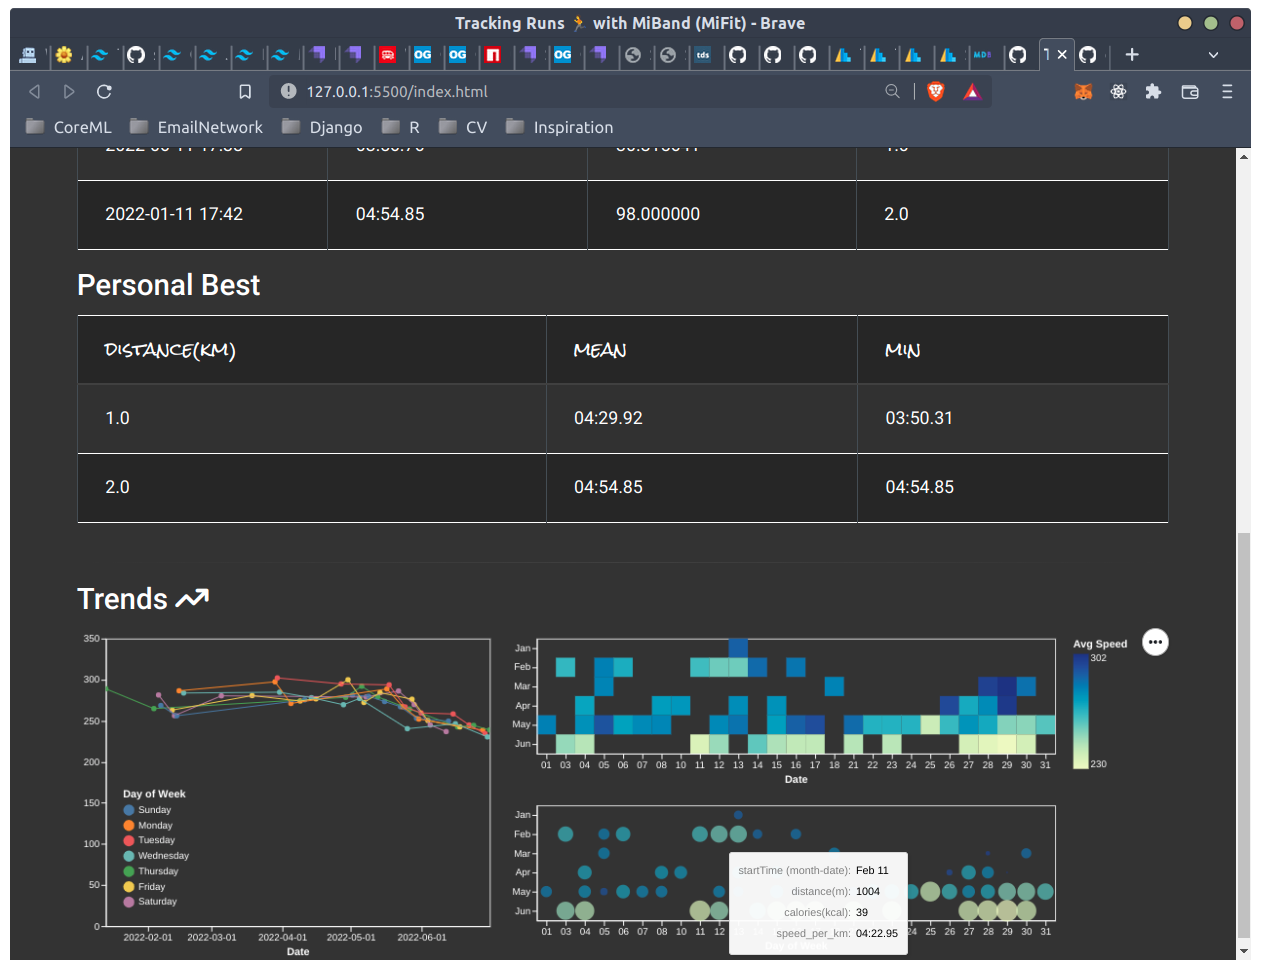 Tracking Runs 🏃 with MiBand (MiFit) - Brave
OG OG OG tds MDB
127.0.0.1:5500/index.html
CoreML EmailNetwork Django R CV Inspiration
2022-01-11 17:42 04:54.85 98.000000 2.0
Personal Best
DISTANCE(KM) MEAN MIN
1.0 04:29.92 03:50.31
2.0 04:54.85 04:54.85
Trends
350
300
250
200
150
100
50
0
Day of Week
Sunday
Monday
Tuesday
Wednesday
Thursday
Friday
Saturday
2022-02-01 2022-03-01 2022-04-01 2022-05-01 2022-06-01
Date
Jan
Feb
Mar
Apr
May
Jun
01 03 04 05 06 07 08 10 11 12 13 14 15 16 17 18 21 22 23 24 25 26 27 28 29 30 31
Date
Avg Speed
302
230
Jan
Feb
Mar
Apr
May
Jun
01 03 04 05 06 07 08 10 11 12 24 25 26 27 28 29 30 31
startTime (month-date): Feb 11
distance(m): 1004
calories(kcal): 39
speed_per_km: 04:22.95